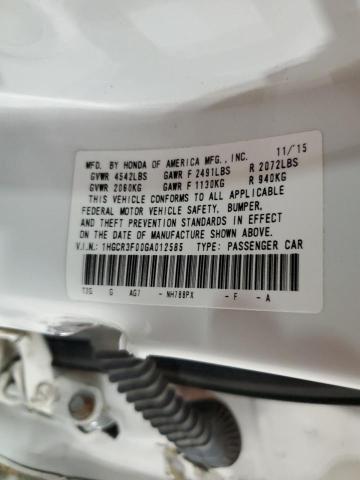 MFD. BY HONDA OF AMERICA MFG., INC. 11/15
GVWR 4542LBS GAWR F 2491LBS R 2072LBS
GVWR 2060KG GAWR F 1130KG R 940KG
THIS VEHICLE CONFORMS TO ALL APPLICABLE
FEDERAL MOTOR VEHICLE SAFETY, BUMPER,
AND THEFT PREVENTION STANDARDS IN EFFECT
ON THE DATE OF MANUFACTURE SHOWN ABOVE.
V.I.N.: 1HGCR3F00GA012585 TYPE: PASSENGER CAR
T3G G AG7 - NH788PX - F - A